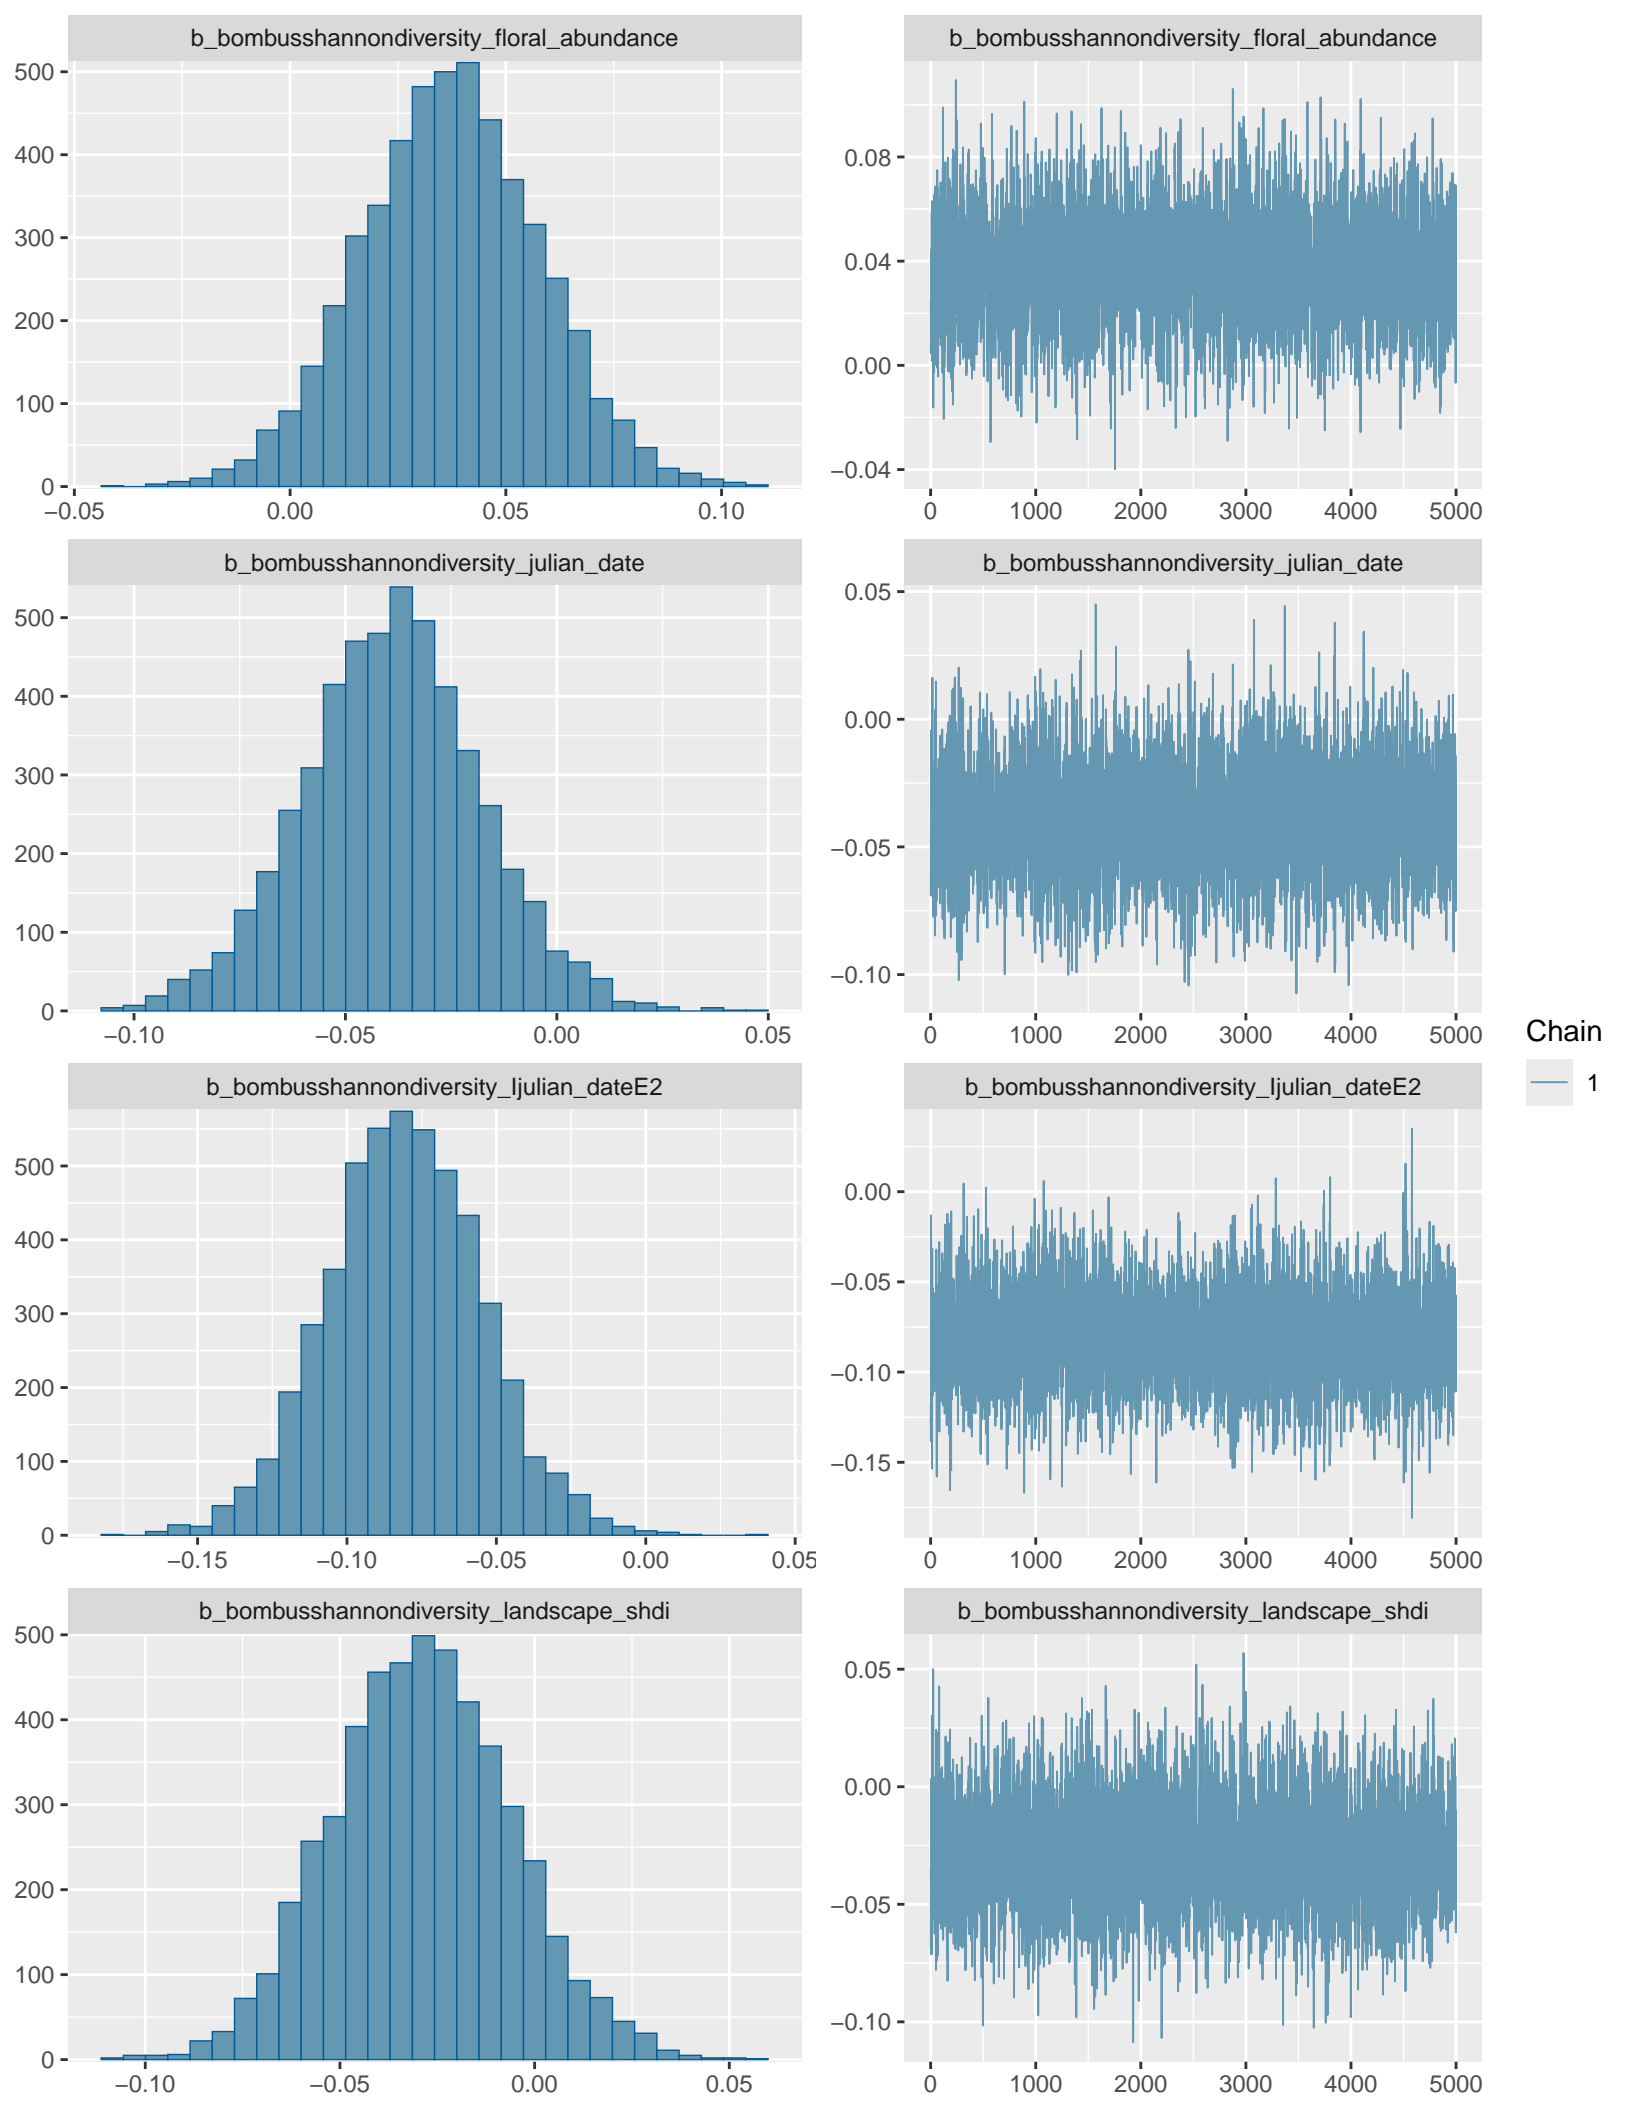 b_bombusshannondiversity_floral_abundance
500
400
300
200
100
0
−0.05 0.00 0.05 0.10
b_bombusshannondiversity_floral_abundance
0.08
0.04
0.00
−0.04
0 1000 2000 3000 4000 5000
b_bombusshannondiversity_julian_date
500
400
300
200
100
0
−0.10 −0.05 0.00 0.05
b_bombusshannondiversity_julian_date
0.05
0.00
−0.05
−0.10
0 1000 2000 3000 4000 5000
b_bombusshannondiversity_Ijulian_dateE2
500
400
300
200
100
0
−0.15 −0.10 −0.05 0.00 0.05
b_bombusshannondiversity_Ijulian_dateE2
0.00
−0.05
−0.10
−0.15
0 1000 2000 3000 4000 5000
b_bombusshannondiversity_landscape_shdi
500
400
300
200
100
0
−0.10 −0.05 0.00 0.05
b_bombusshannondiversity_landscape_shdi
0.05
0.00
−0.05
−0.10
0 1000 2000 3000 4000 5000
Chain
1